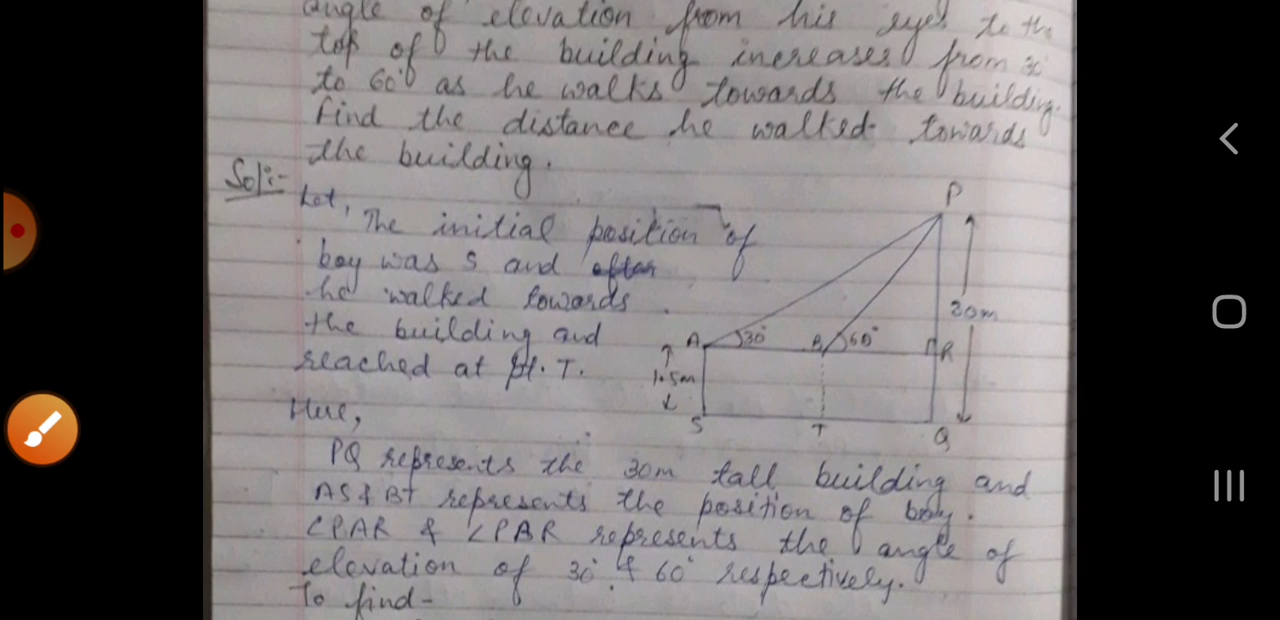 angle of elevation from his eyes to the
top of the building increases from 30
to 60° as he walks towards the building.
Find the distance he walked towards
the building.
Sol:-
Let,
The initial position of
boy was S and after
he walked towards
the building and
reached at pt. T.
Here,
P
30m
A 30° B 60° R
1.5m
S T Q
PQ represents the 30m tall building and
AS & BT represents the position of boy.
∠PAR & ∠PBR represents the angle of
elevation of 30° & 60° respectively.
To find-